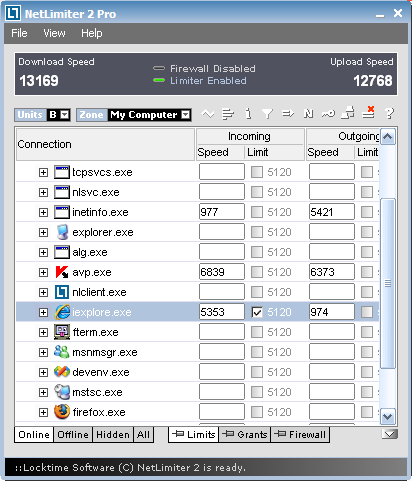 NetLimiter 2 Pro
File View Help
Download Speed Upload Speed
Firewall Disabled
13169 12768
Limiter Enabled
Units B Zone My Computer
Incoming Outgoing
Connection
Speed Limit Speed Limit
tcpsvcs.exe 5120
nlsvc.exe 5120
inetinfo.exe 977 5120 5421
explorer.exe 5120
alg.exe 5120
avp.exe 6839 5120 6373
nlclient.exe 5120
iexplore.exe 5353 5120 974
fterm.exe 5120
msnmsgr.exe 5120
devenv.exe 5120
mstsc.exe 5120
firefox.exe 5120
Online Offline Hidden All Limits Grants Firewall
::Locktime Software (C) NetLimiter 2 is ready.